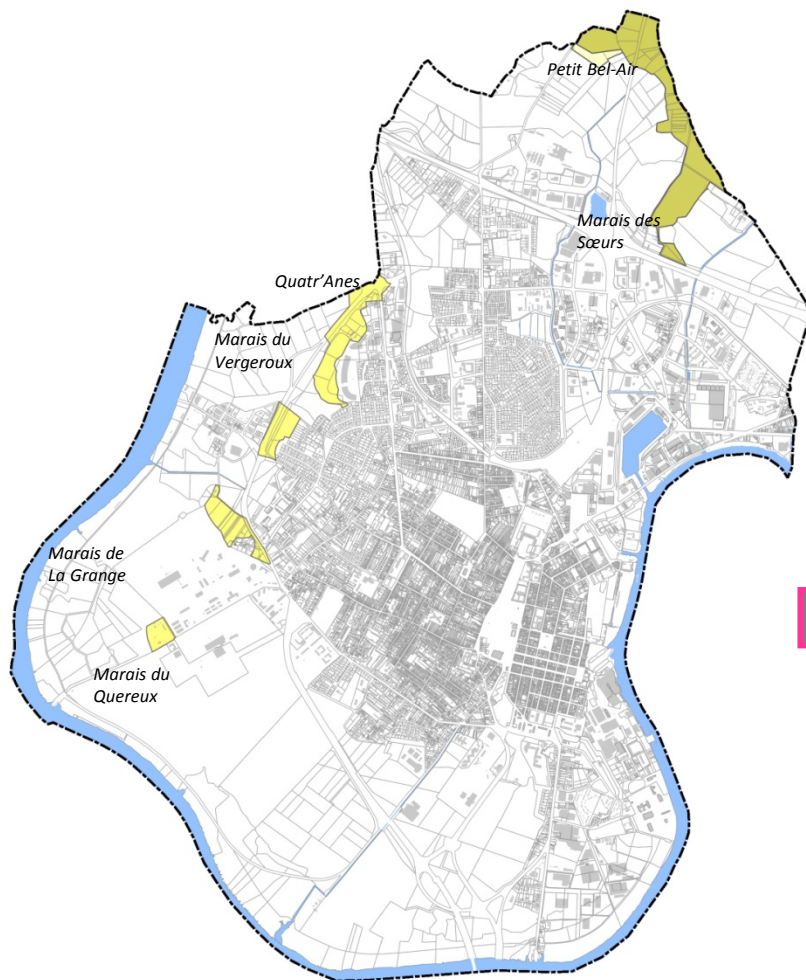 Petit Bel-Air
Marais des
Sœurs
Quatr’Anes
Marais du
Vergeroux
Marais de
La Grange
Marais du
Quereux